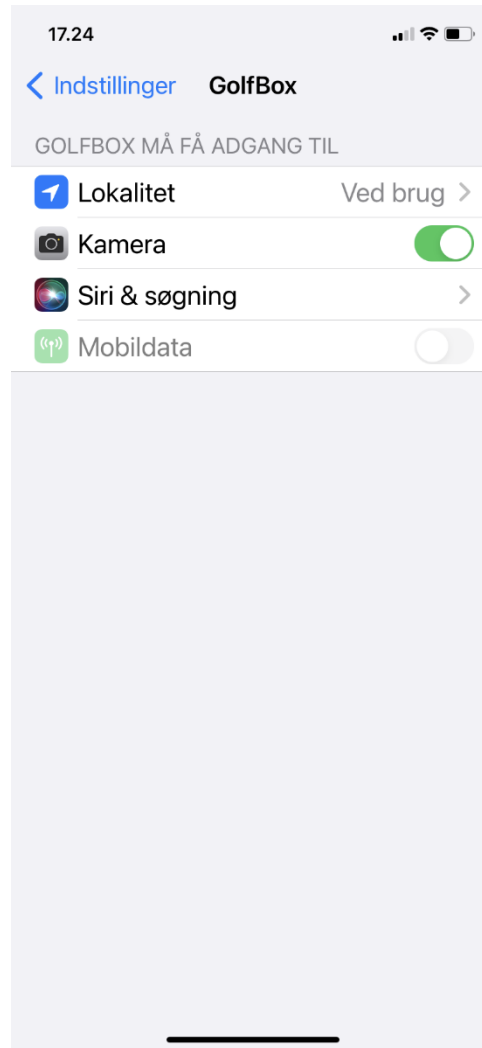 17.24
Indstillinger GolfBox
GOLFBOX MÅ FÅ ADGANG TIL
Lokalitet Ved brug
Kamera
Siri & søgning
Mobildata